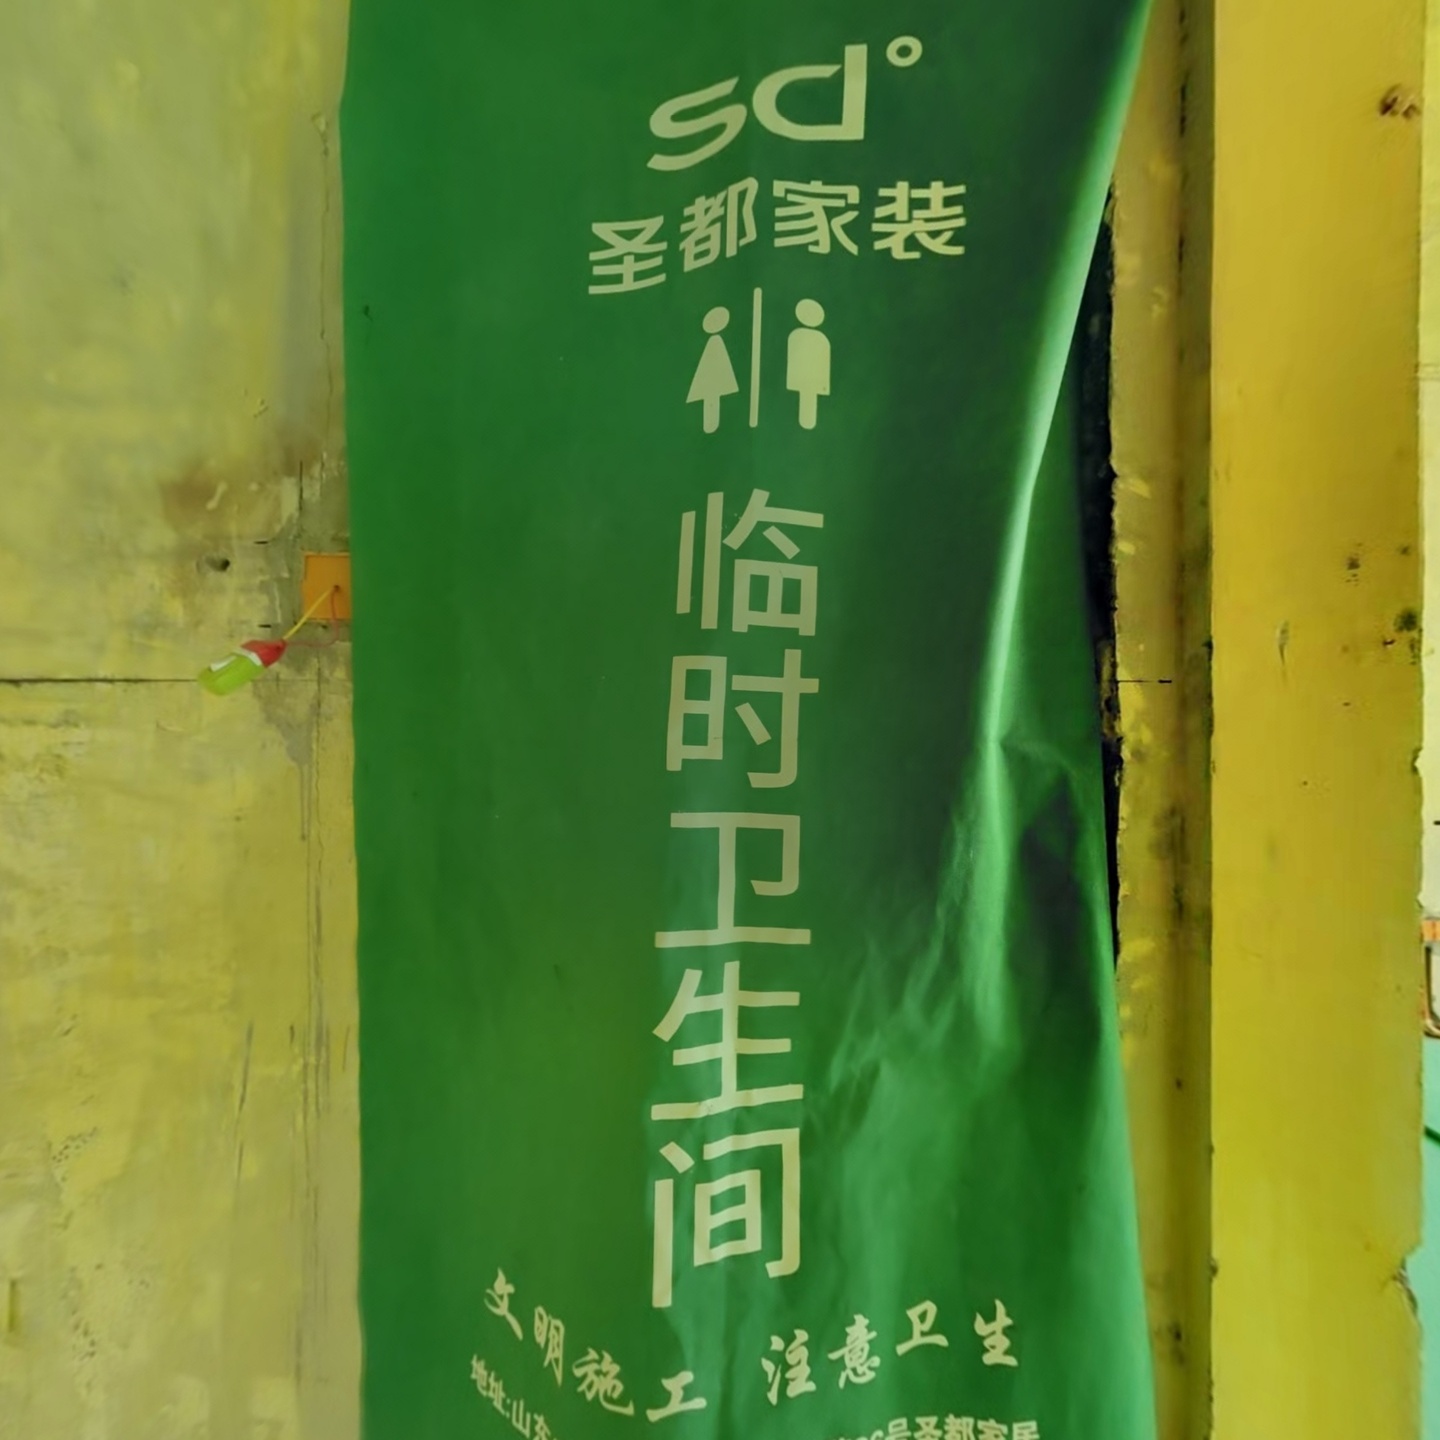 sd°
圣都家装
临时卫生间
文明施工 注意卫生
地址:山东
号圣都家居